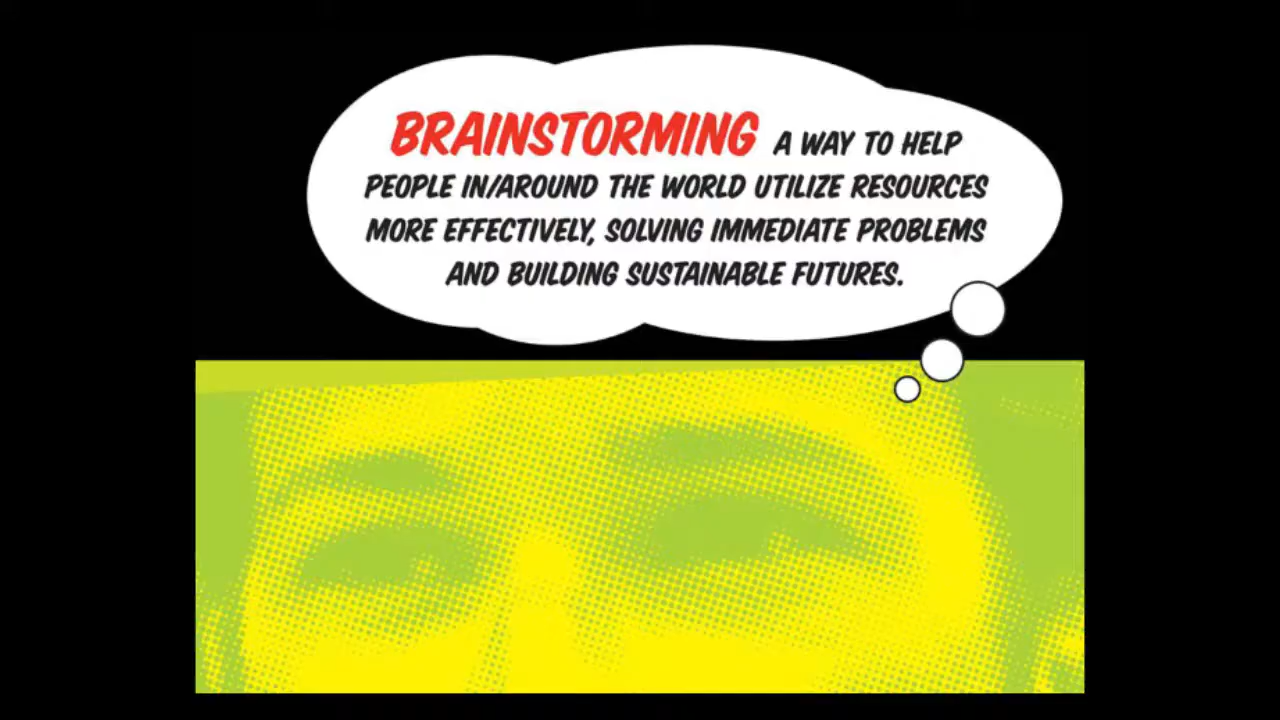 BRAINSTORMING A WAY TO HELP
PEOPLE IN/AROUND THE WORLD UTILIZE RESOURCES
MORE EFFECTIVELY, SOLVING IMMEDIATE PROBLEMS
AND BUILDING SUSTAINABLE FUTURES.